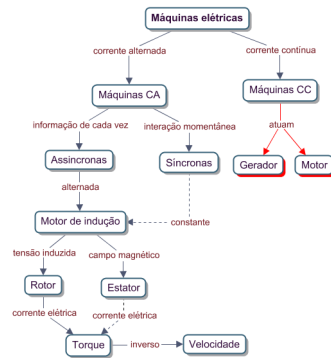 Máquinas elétricas
corrente alternada
corrente contínua
Máquinas CA
Máquinas CC
informação de cada vez
interação momentânea
atuam
Assincronas
Síncronas
Gerador
Motor
alternada
Motor de indução
constante
tensão induzida
campo magnético
Rotor
Estator
corrente elétrica
corrente elétrica
Torque
inverso
Velocidade